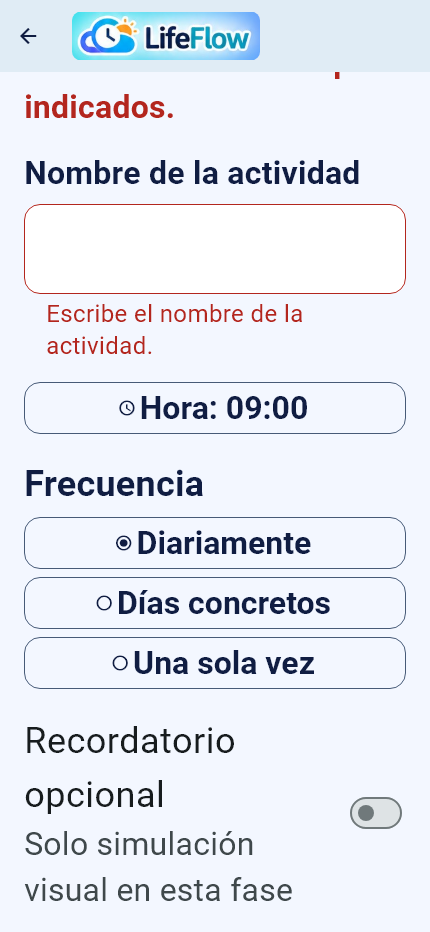 LifeFlow
indicados.
Nombre de la actividad
Escribe el nombre de la
actividad.
Hora: 09:00
Frecuencia
Diariamente
Días concretos
Una sola vez
Recordatorio
opcional
Solo simulación
visual en esta fase